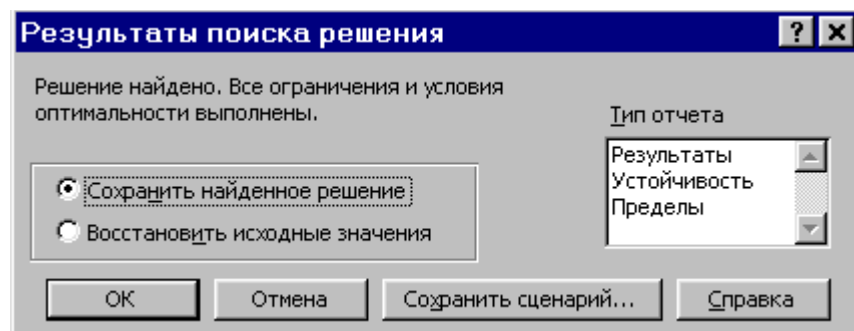 Результаты поиска решения
Решение найдено. Все ограничения и условия
оптимальности выполнены.
Тип отчета
Результаты
Устойчивость
Пределы
Сохранить найденное решение
Восстановить исходные значения
ОК
Отмена
Сохранить сценарий...
Справка